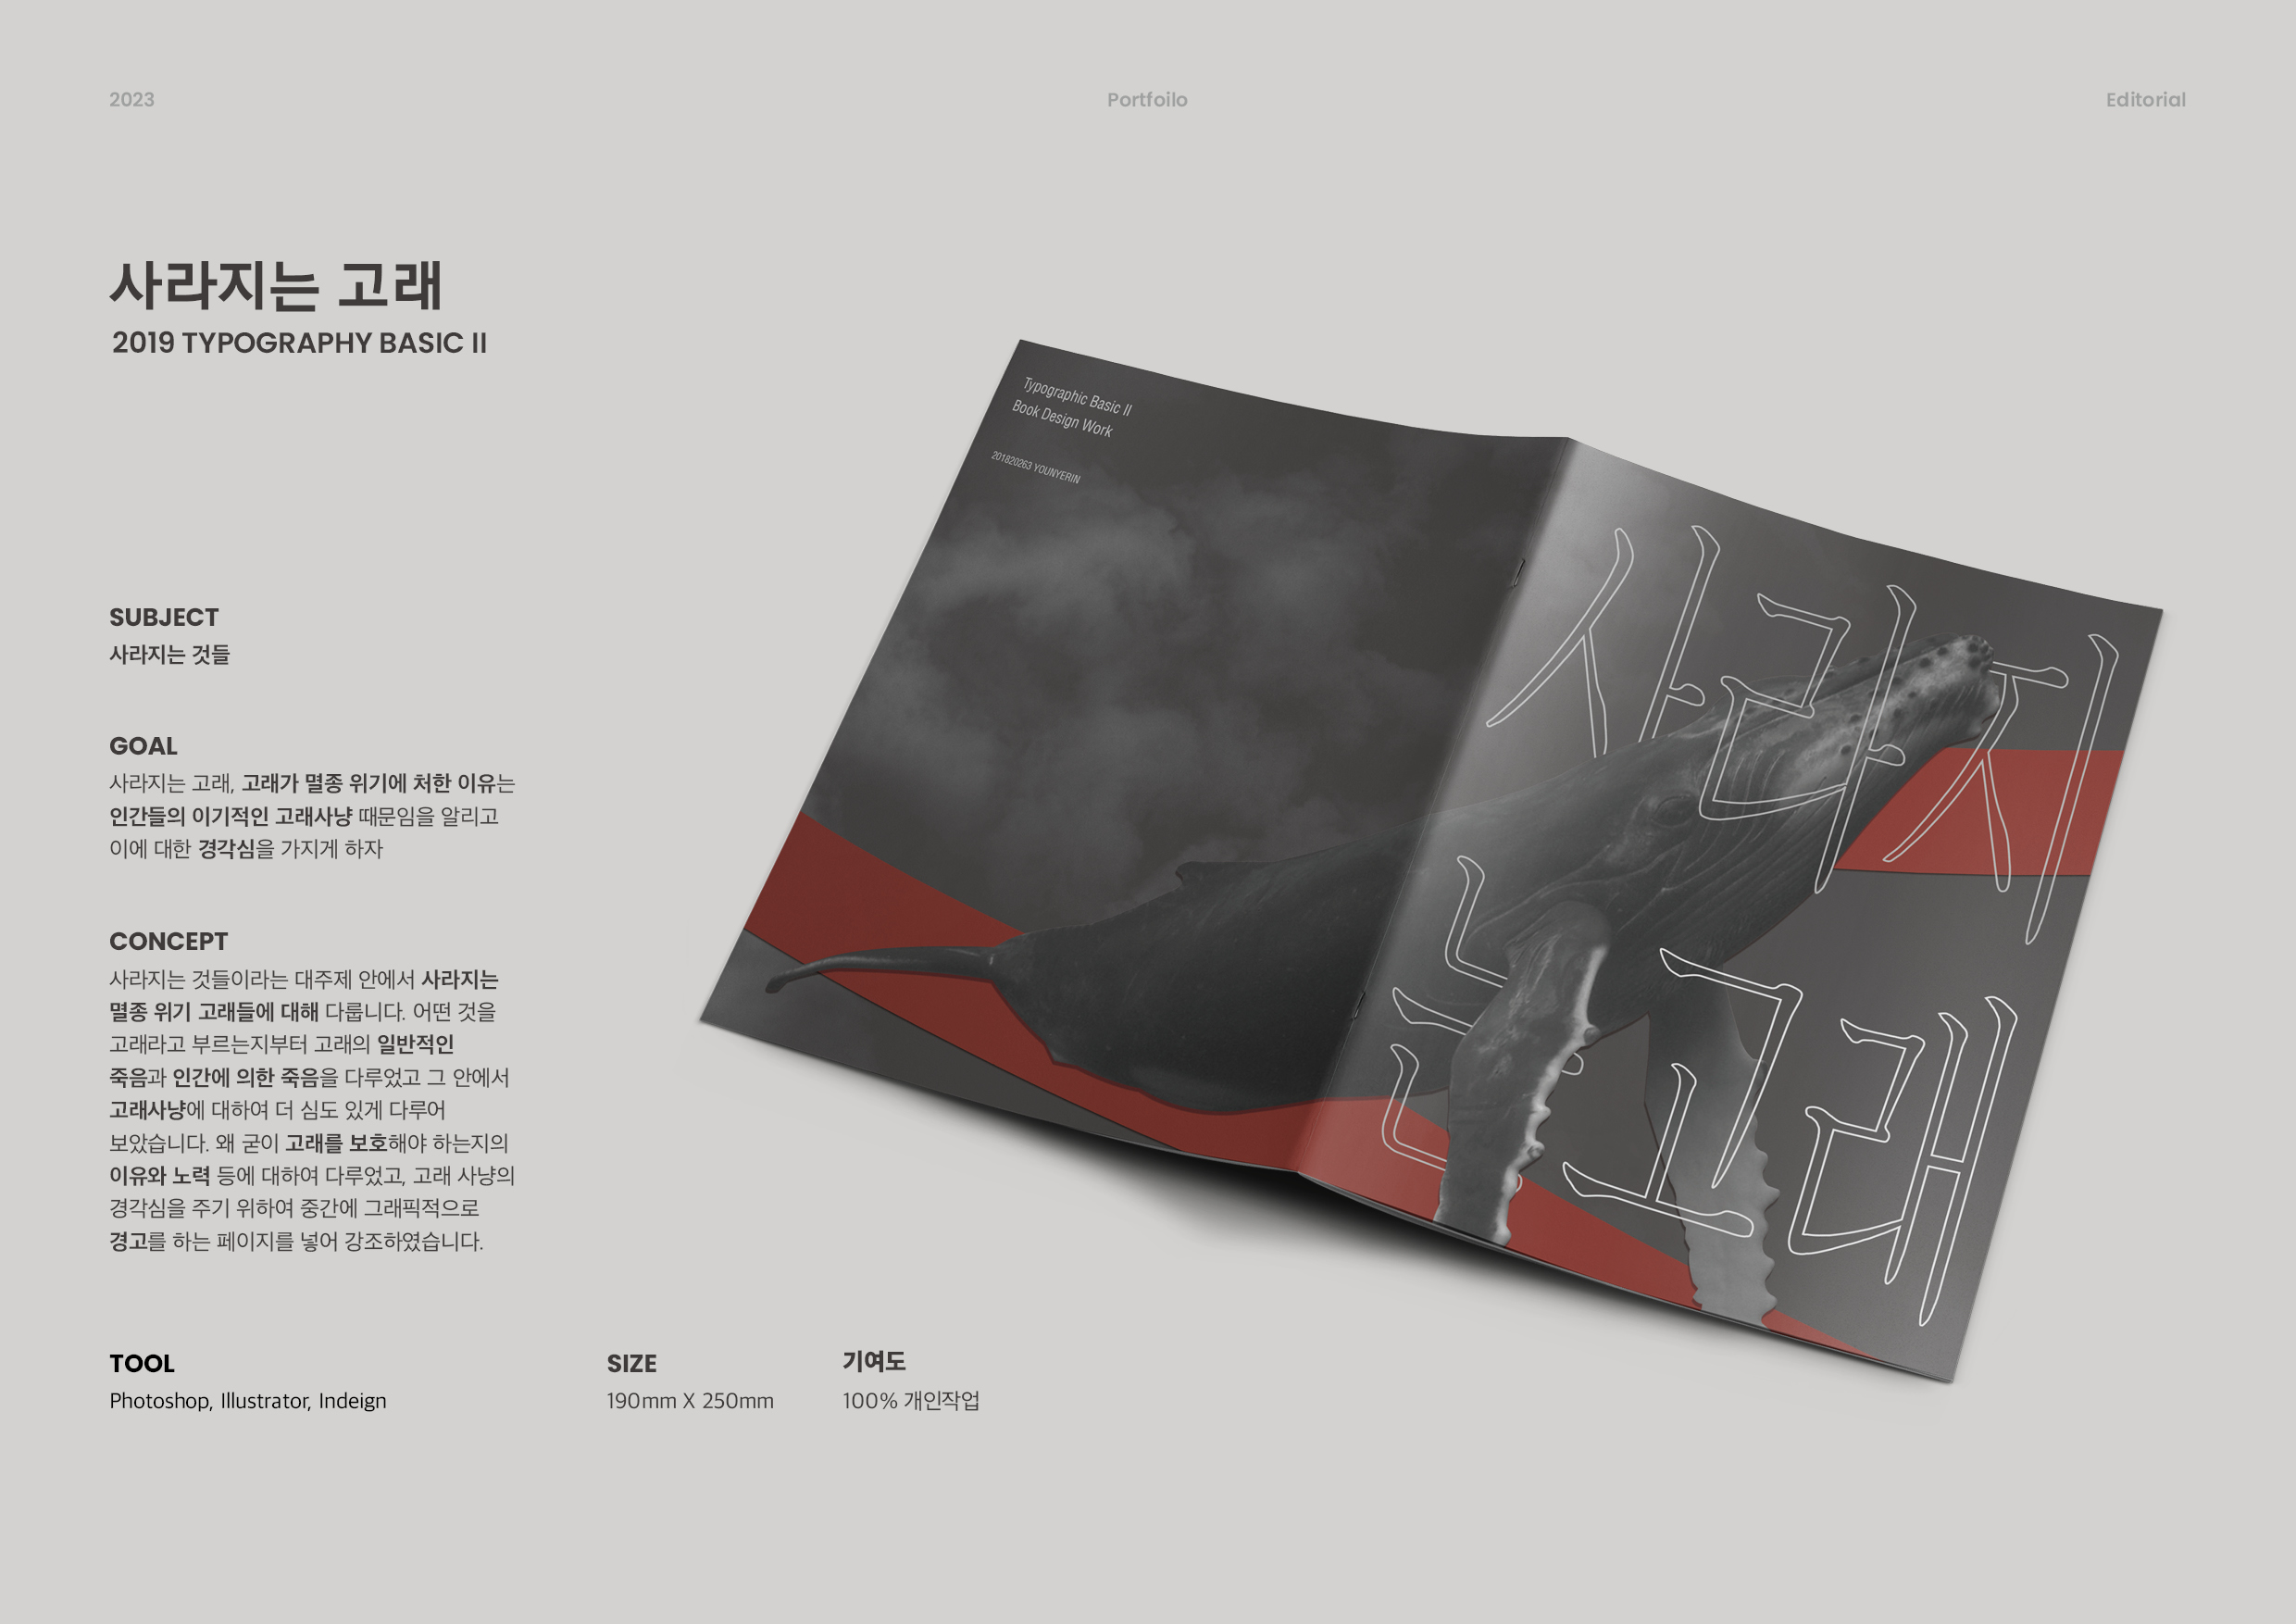 2023
Portfoilo
Editorial
사라지는 고래
2019 TYPOGRAPHY BASIC II
SUBJECT
사라지는 것들
GOAL
사라지는 고래, 고래가 멸종 위기에 처한 이유는
인간들의 이기적인 고래사냥 때문임을 알리고
이에 대한 경각심을 가지게 하자
CONCEPT
사라지는 것들이라는 대주제 안에서 사라지는
멸종 위기 고래들에 대해 다룹니다. 어떤 것을
고래라고 부르는지부터 고래의 일반적인
죽음과 인간에 의한 죽음을 다루었고 그 안에서
고래사냥에 대하여 더 심도 있게 다루어
보았습니다. 왜 굳이 고래를 보호해야 하는지의
이유와 노력 등에 대하여 다루었고, 고래 사냥의
경각심을 주기 위하여 중간에 그래픽적으로
경고를 하는 페이지를 넣어 강조하였습니다.
TOOL
Photoshop, Illustrator, Indeign
SIZE
190mm X 250mm
기여도
100% 개인작업
Typographic Basic II
Book Design Work
201820263 YOUNYERIN
사라지
는 고래